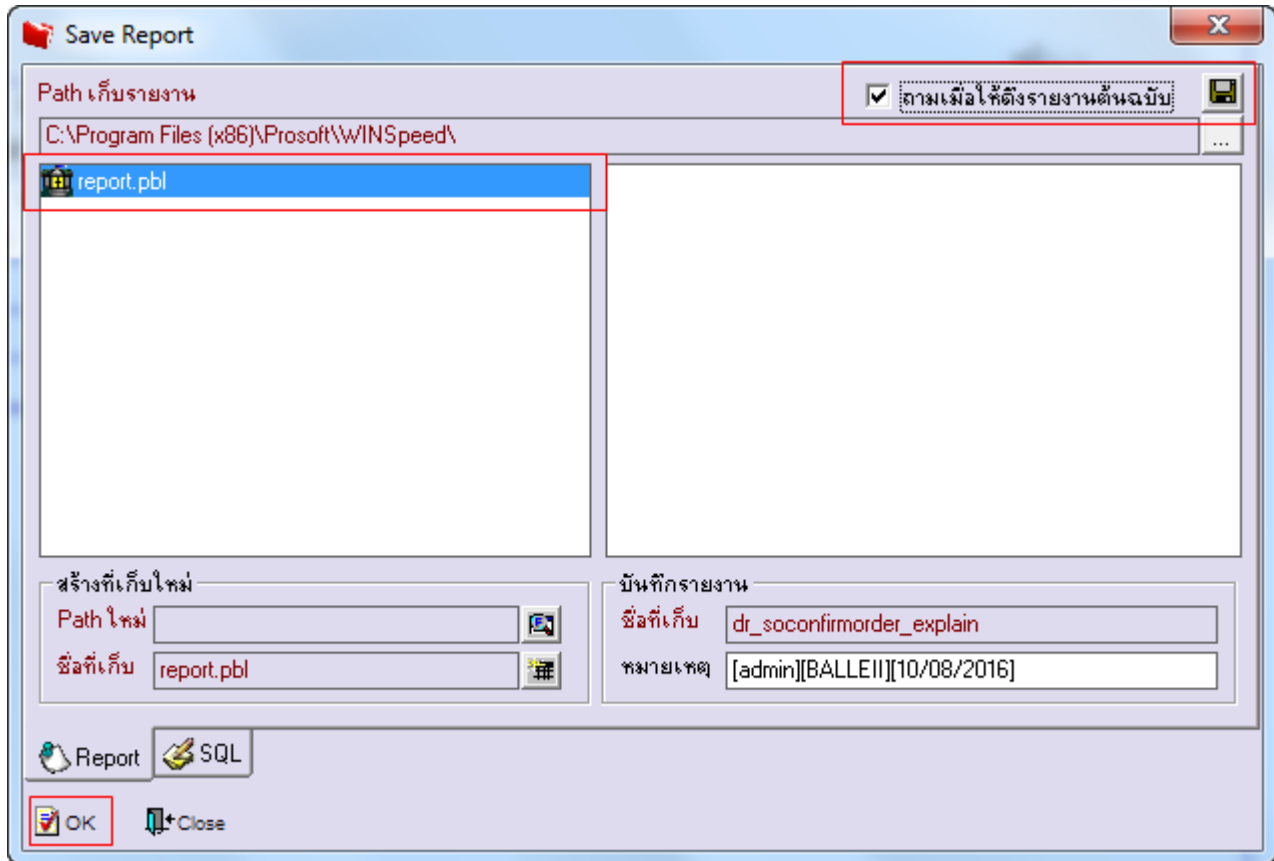 Save Report
Path เก็บรายงาน
ถามเมื่อให้ดึงรายงานต้นฉบับ
C:\Program Files (x86)\Prosoft\WINSpeed\
...
report.pbl
สร้างที่เก็บใหม่
Path ใหม่
ชื่อที่เก็บ report.pbl
บันทึกรายงาน
ชื่อที่เก็บ dr_soconfirmorder_explain
หมายเหตุ [admin][BALLEII][10/08/2016]
Report SQL
OK Close